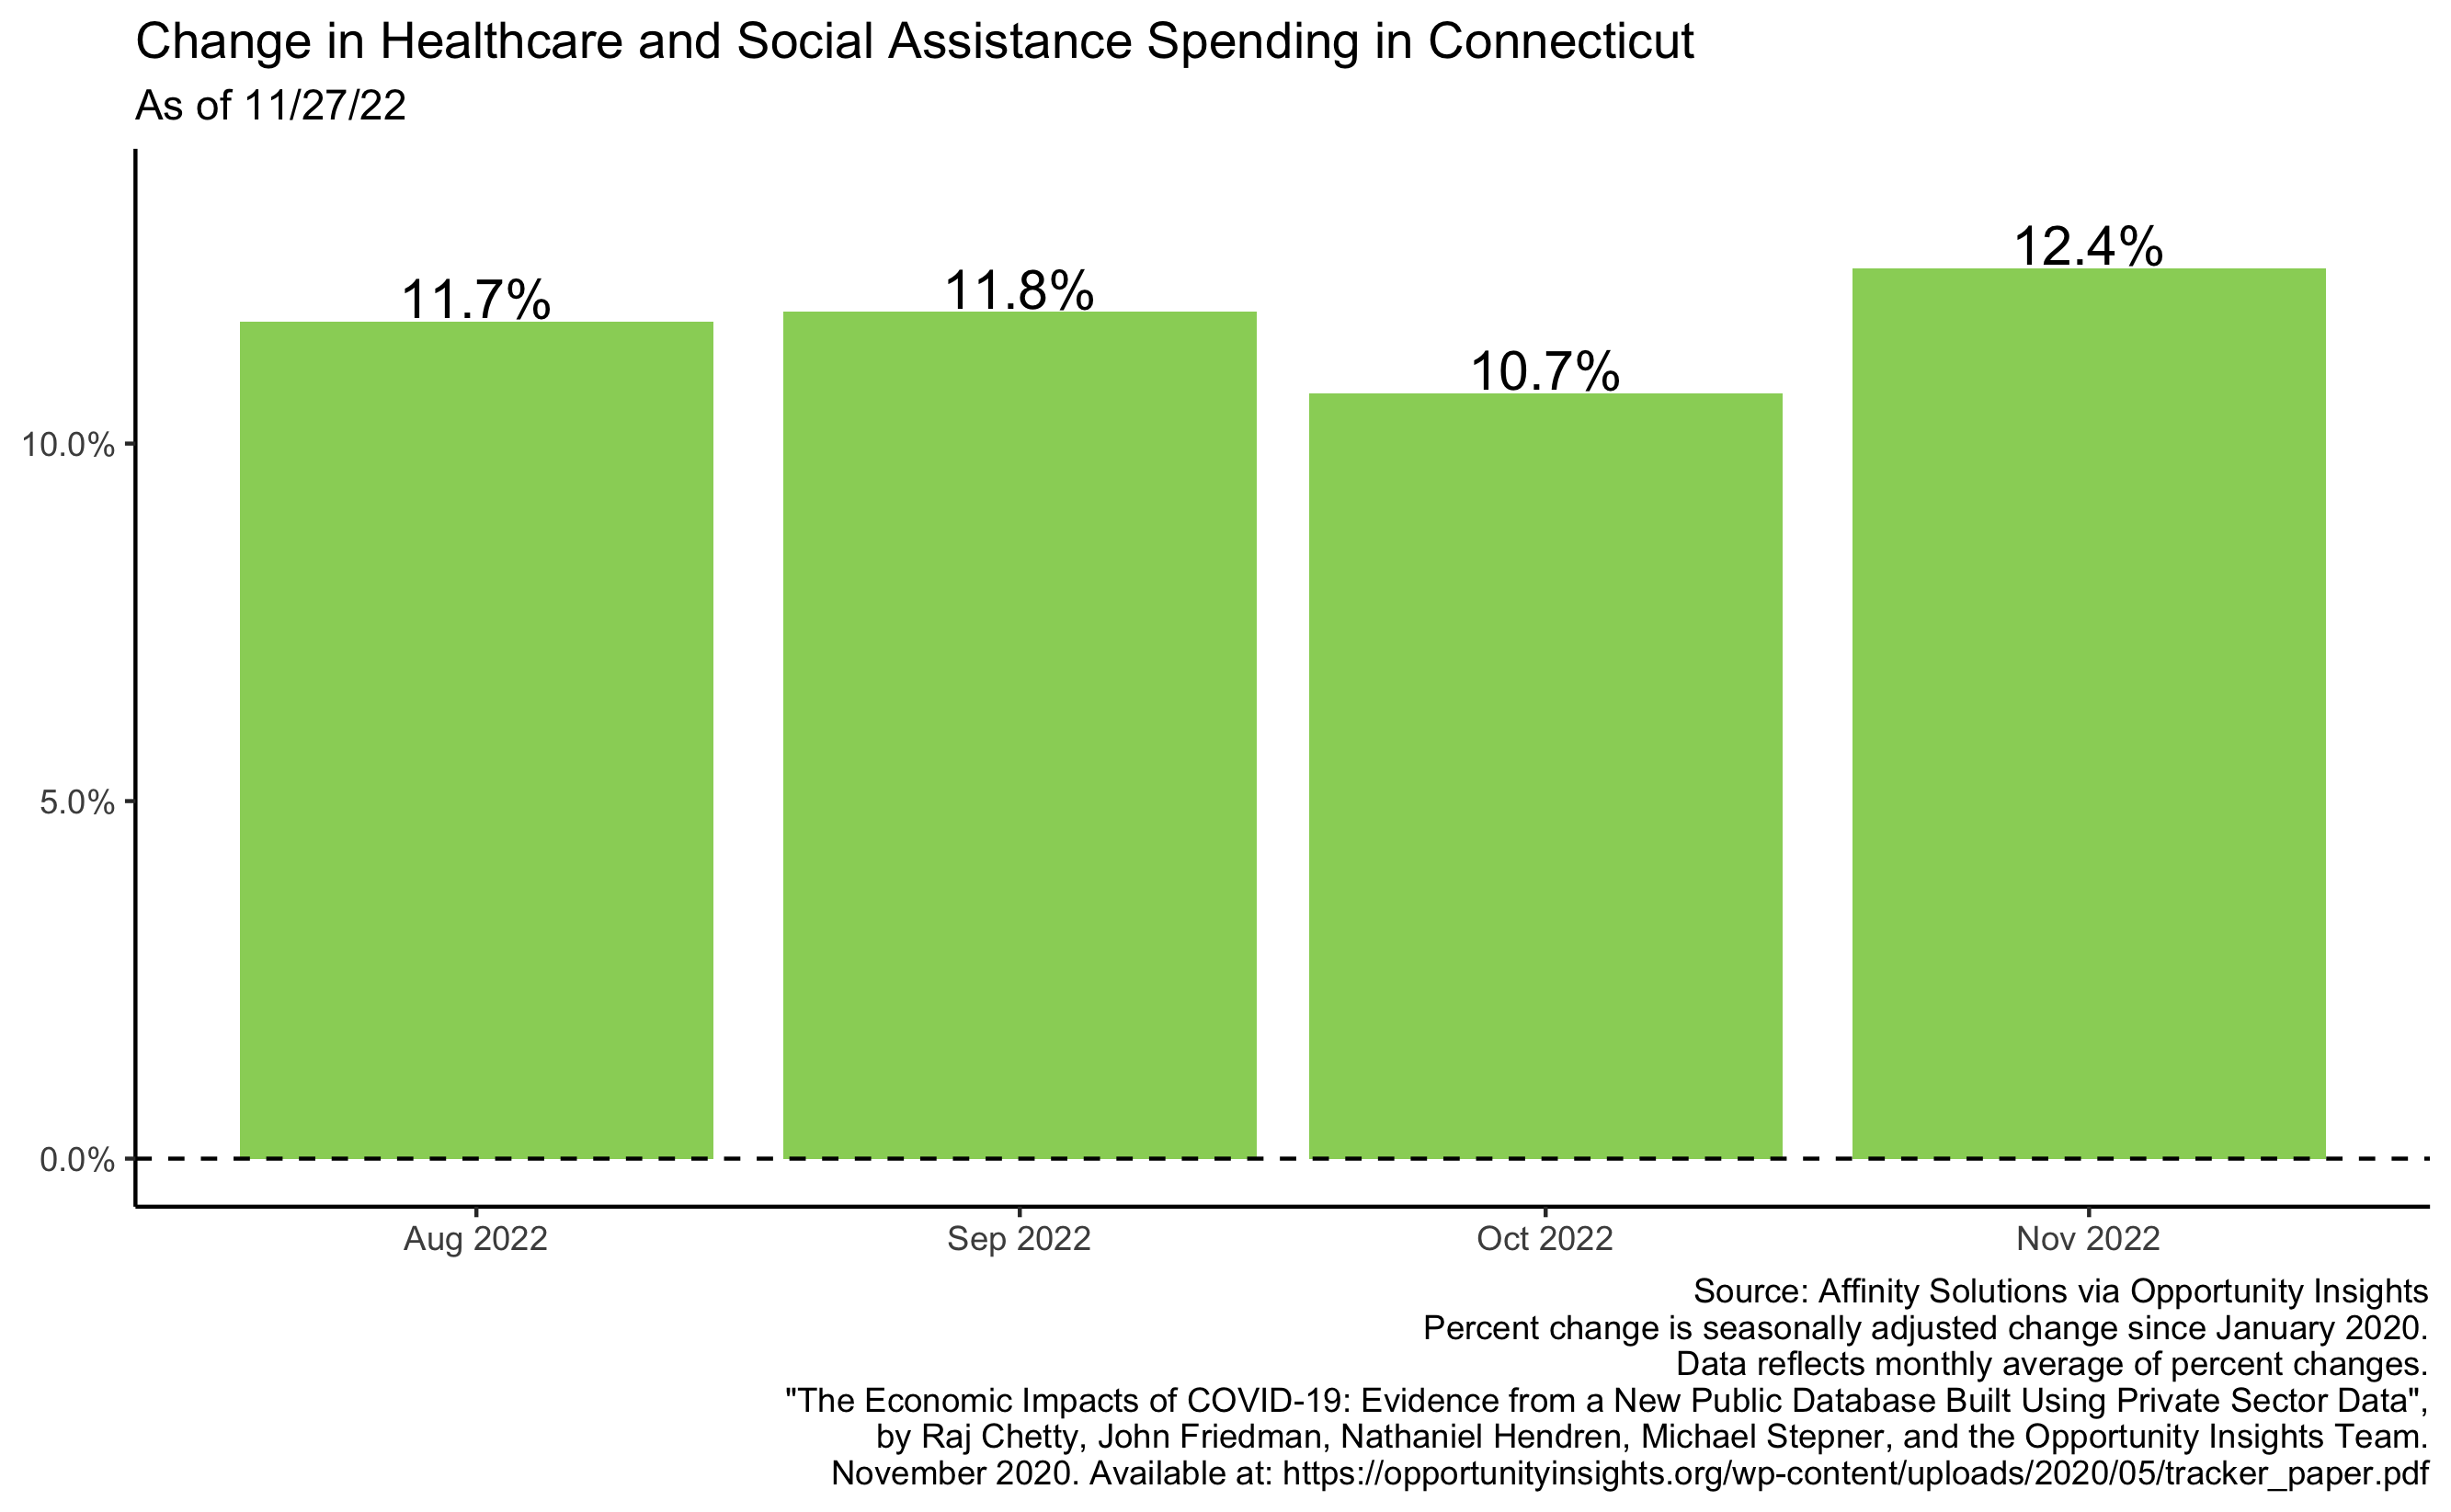 Change in Healthcare and Social Assistance Spending in Connecticut
As of 11/27/22
11.7%
11.8%
10.7%
12.4%
10.0%
5.0%
0.0%
Aug 2022
Sep 2022
Oct 2022
Nov 2022
Source: Affinity Solutions via Opportunity Insights
Percent change is seasonally adjusted change since January 2020.
Data reflects monthly average of percent changes.
"The Economic Impacts of COVID-19: Evidence from a New Public Database Built Using Private Sector Data",
by Raj Chetty, John Friedman, Nathaniel Hendren, Michael Stepner, and the Opportunity Insights Team.
November 2020. Available at: https://opportunityinsights.org/wp-content/uploads/2020/05/tracker_paper.pdf